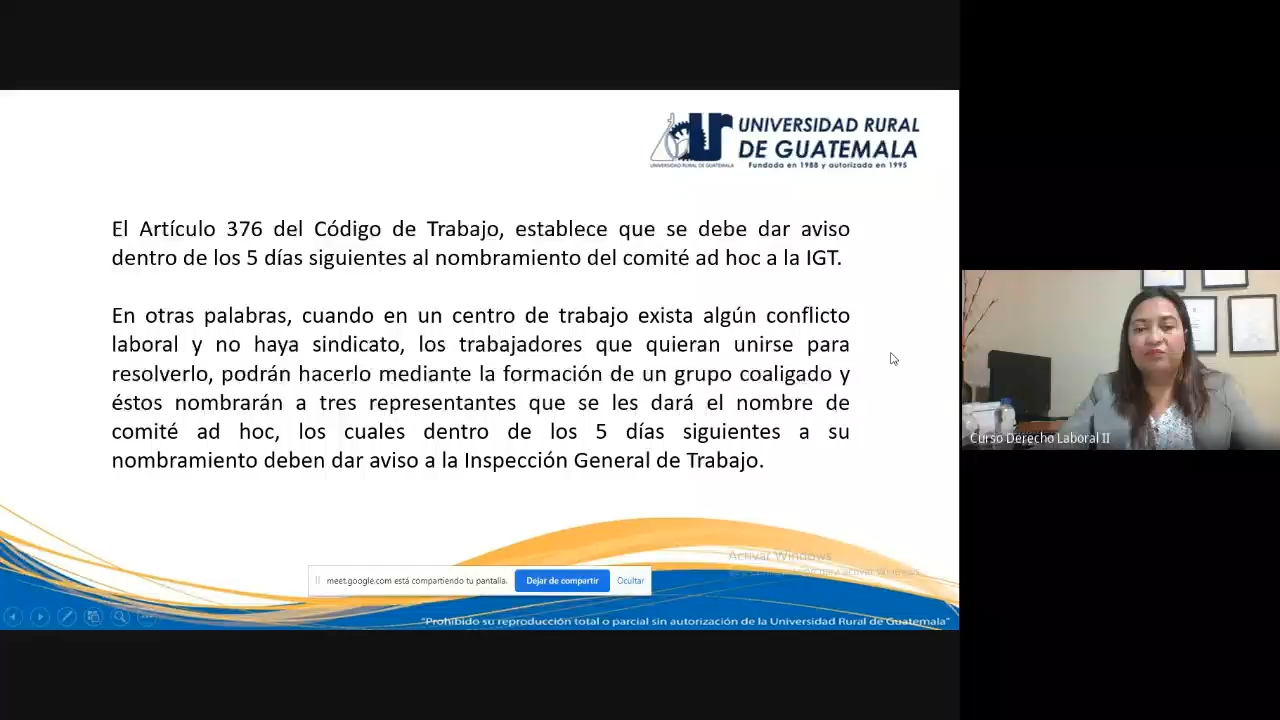 UNIVERSIDAD RURAL
DE GUATEMALA
Fundada en 1988 y autorizada en 1995
UNIVERSIDAD RURAL DE GUATEMALA
El Artículo 376 del Código de Trabajo, establece que se debe dar aviso
dentro de los 5 días siguientes al nombramiento del comité ad hoc a la IGT.
En otras palabras, cuando en un centro de trabajo exista algún conflicto
laboral y no haya sindicato, los trabajadores que quieran unirse para
resolverlo, podrán hacerlo mediante la formación de un grupo coaligado y
éstos nombrarán a tres representantes que se les dará el nombre de
comité ad hoc, los cuales dentro de los 5 días siguientes a su
nombramiento deben dar aviso a la Inspección General de Trabajo.
Curso Derecho Laboral II
Activar Windows
meet.google.com está compartiendo tu pantalla.
Dejar de compartir
Ocultar
"Prohibido su reproducción total o parcial sin autorización de la Universidad Rural de Guatemala"